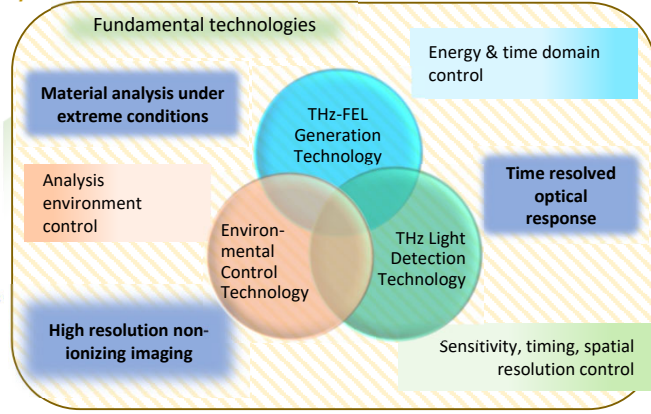 Fundamental technologies
Energy & time domain
control
Material analysis under
extreme conditions
THz-FEL
Generation
Technology
Analysis
environment
control
Time resolved
optical
response
Environ-
mental
Control
Technology
THz Light
Detection
Technology
High resolution non-
ionizing imaging
Sensitivity, timing, spatial
resolution control